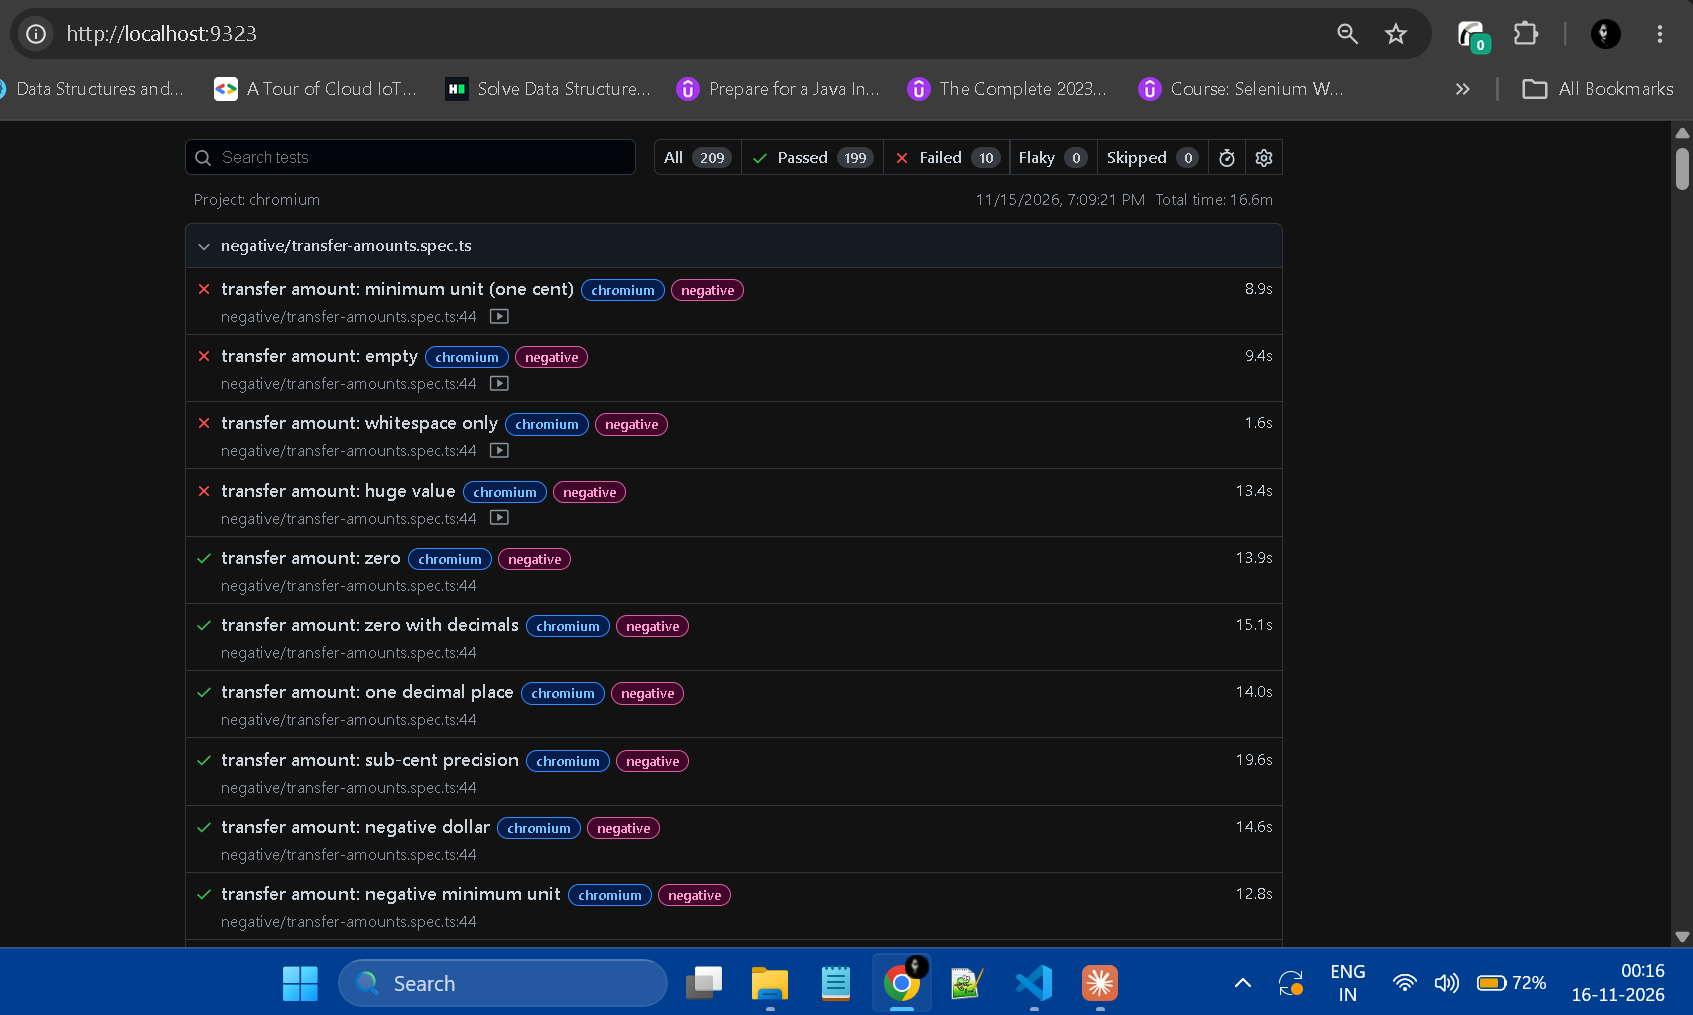 http://localhost:9323
0
Data Structures and... A Tour of Cloud IoT... Solve Data Structure... Prepare for a Java In... The Complete 2023... Course: Selenium W... » All Bookmarks
Search tests All 209 Passed 199 Failed 10 Flaky 0 Skipped 0
Project: chromium 11/15/2026, 7:09:21 PM Total time: 16.6m
negative/transfer-amounts.spec.ts
transfer amount: minimum unit (one cent) chromium negative 8.9s
negative/transfer-amounts.spec.ts:44
transfer amount: empty chromium negative 9.4s
negative/transfer-amounts.spec.ts:44
transfer amount: whitespace only chromium negative 1.6s
negative/transfer-amounts.spec.ts:44
transfer amount: huge value chromium negative 13.4s
negative/transfer-amounts.spec.ts:44
transfer amount: zero chromium negative 13.9s
negative/transfer-amounts.spec.ts:44
transfer amount: zero with decimals chromium negative 15.1s
negative/transfer-amounts.spec.ts:44
transfer amount: one decimal place chromium negative 14.0s
negative/transfer-amounts.spec.ts:44
transfer amount: sub-cent precision chromium negative 19.6s
negative/transfer-amounts.spec.ts:44
transfer amount: negative dollar chromium negative 14.6s
negative/transfer-amounts.spec.ts:44
transfer amount: negative minimum unit chromium negative 12.8s
negative/transfer-amounts.spec.ts:44
Search ENG IN 72% 00:16
16-11-2026